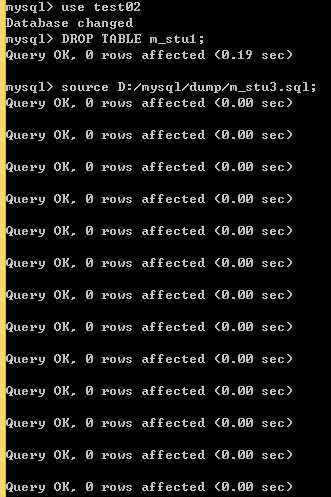 mysql> use test02
Database changed
mysql> DROP TABLE m_stu1;
Query OK, 0 rows affected (0.19 sec)
mysql> source D:/mysql/dump/m_stu3.sql;
Query OK, 0 rows affected (0.00 sec)
Query OK, 0 rows affected (0.00 sec)
Query OK, 0 rows affected (0.00 sec)
Query OK, 0 rows affected (0.00 sec)
Query OK, 0 rows affected (0.00 sec)
Query OK, 0 rows affected (0.00 sec)
Query OK, 0 rows affected (0.00 sec)
Query OK, 0 rows affected (0.00 sec)
Query OK, 0 rows affected (0.00 sec)
Query OK, 0 rows affected (0.00 sec)
Query OK, 0 rows affected (0.00 sec)
Query OK, 0 rows affected (0.00 sec)
Query OK, 0 rows affected (0.00 sec)